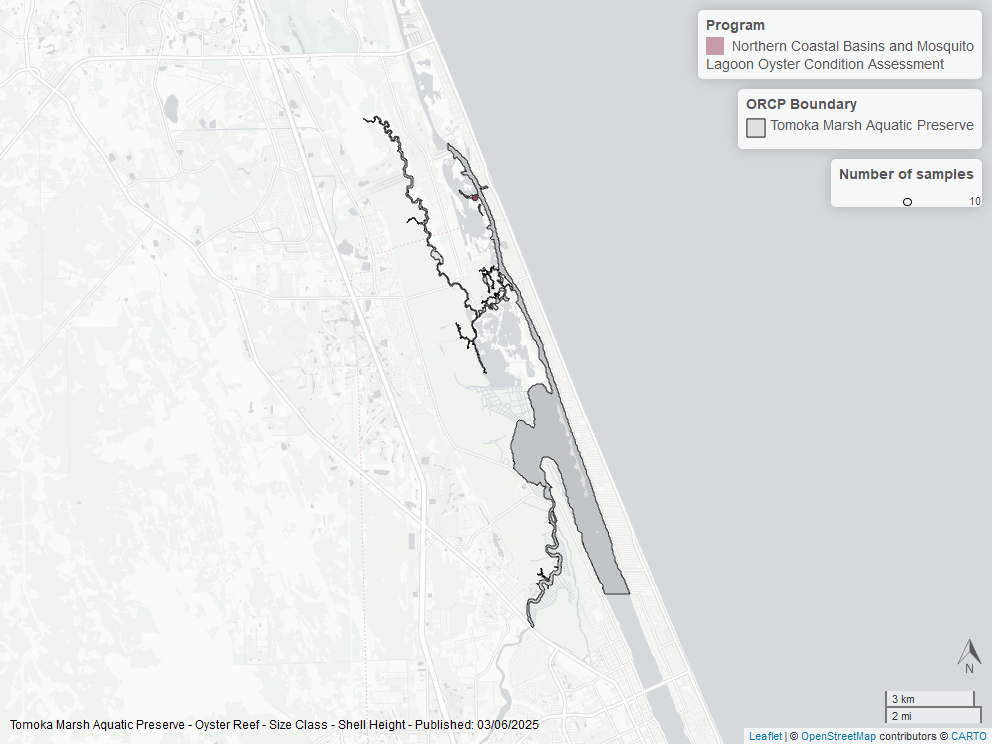 Program
Northern Coastal Basins and Mosquito
Lagoon Oyster Condition Assessment
ORCP Boundary
Tomoka Marsh Aquatic Preserve
Number of samples
10
N
3 km
2 mi
Tomoka Marsh Aquatic Preserve - Oyster Reef - Size Class - Shell Height - Published: 03/06/2025
Leaflet | © OpenStreetMap contributors © CARTO